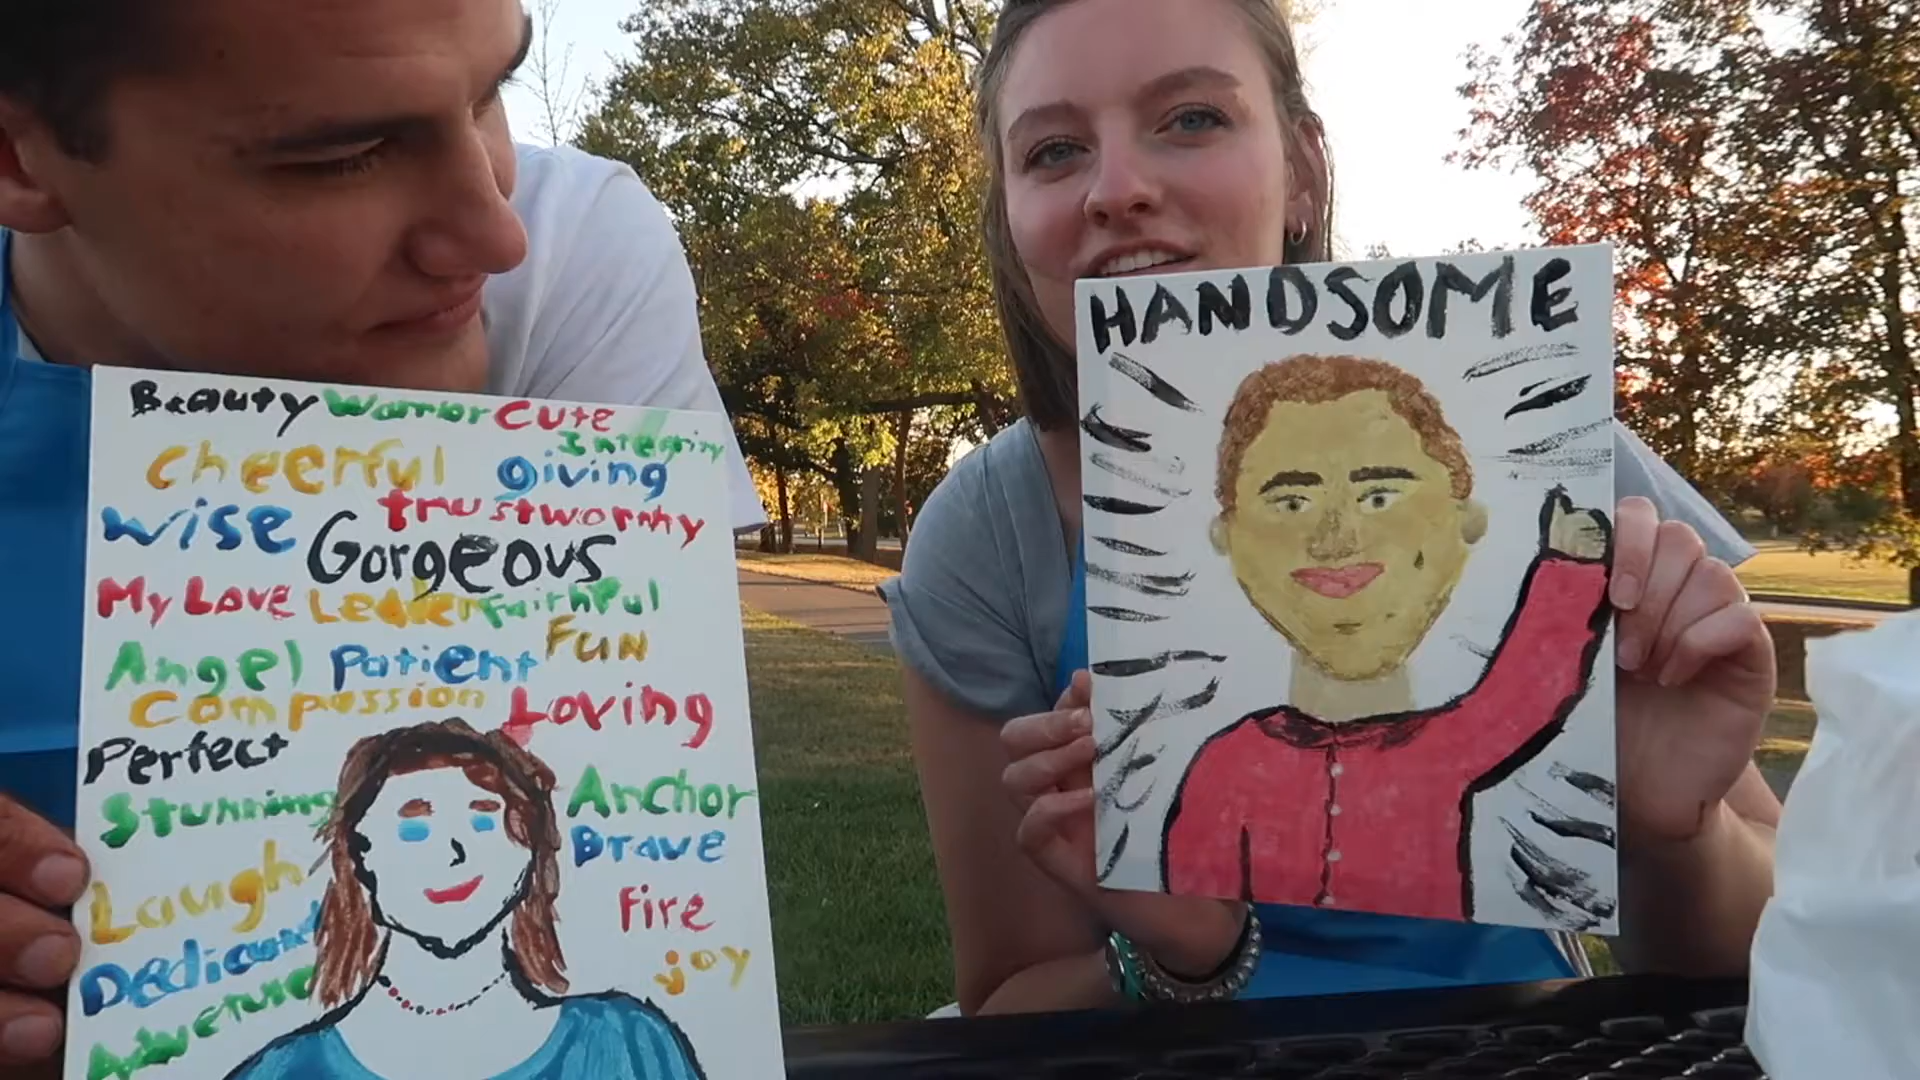 Beauty Warrior Cute
Integrity
Cheerful giving
Wise trustworthy
Gorgeous
My Love Leader faithful
Angel Patient Fun
Compassion Loving
Perfect
Stunning Anchor
Brave
Laugh Fire
Dedicated joy
HANDSOME